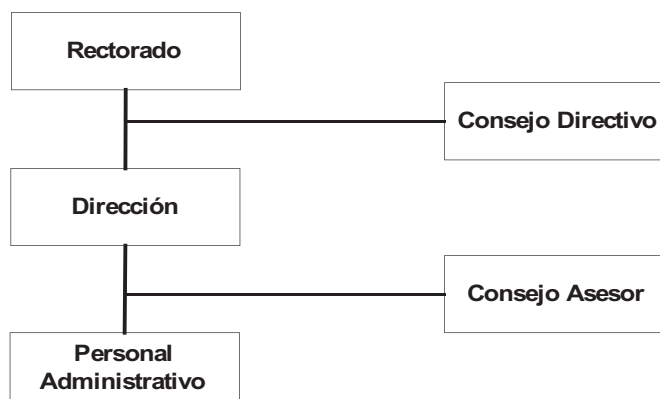 Rectorado
Consejo Directivo
Dirección
Consejo Asesor
Personal
Administrativo